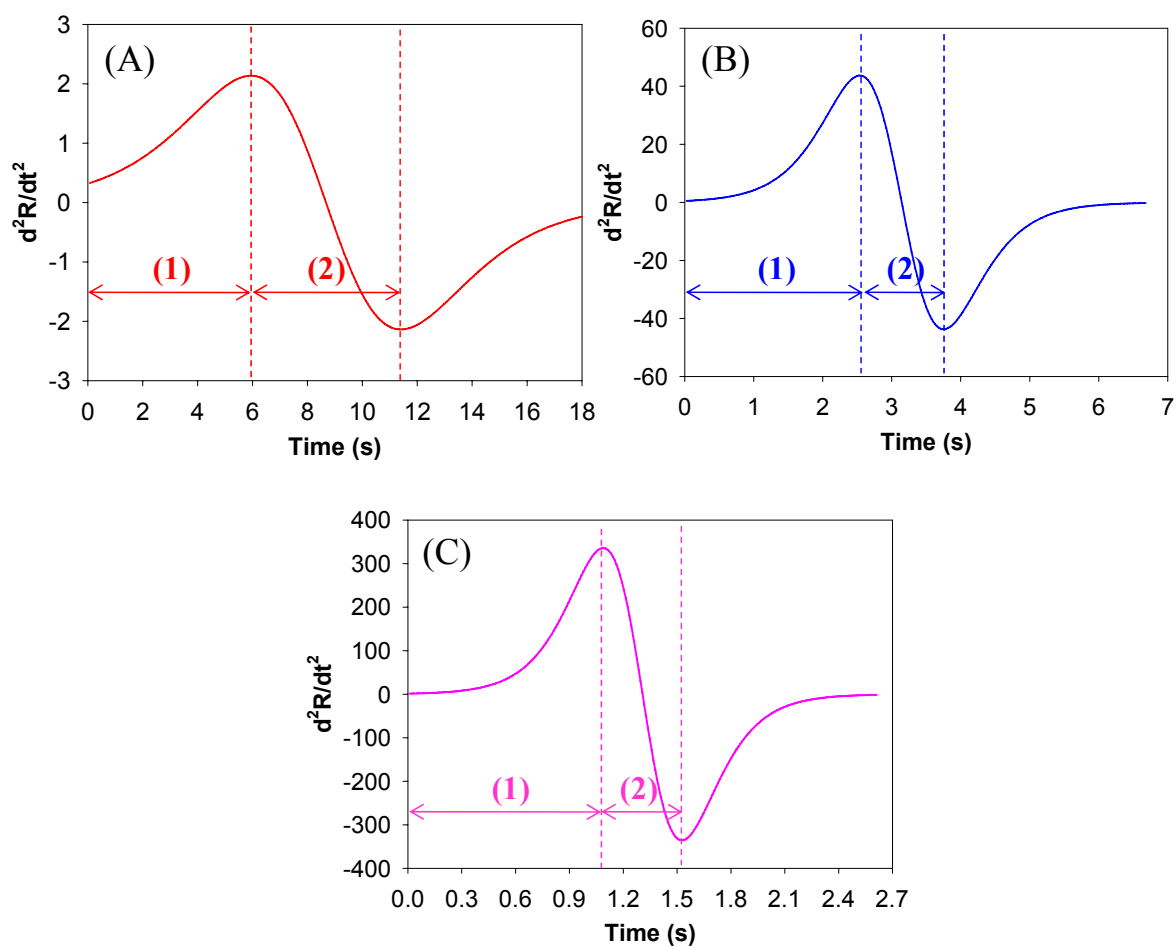 (A)
d²R/dt²
3
2
1
0
-1
-2
-3
(1)
(2)
0 2 4 6 8 10 12 14 16 18
Time (s)
(B)
d²R/dt²
60
40
20
0
-20
-40
-60
(1)
(2)
0 1 2 3 4 5 6 7
Time (s)
(C)
d²R/dt²
400
300
200
100
0
-100
-200
-300
-400
(1)
(2)
0.0 0.3 0.6 0.9 1.2 1.5 1.8 2.1 2.4 2.7
Time (s)